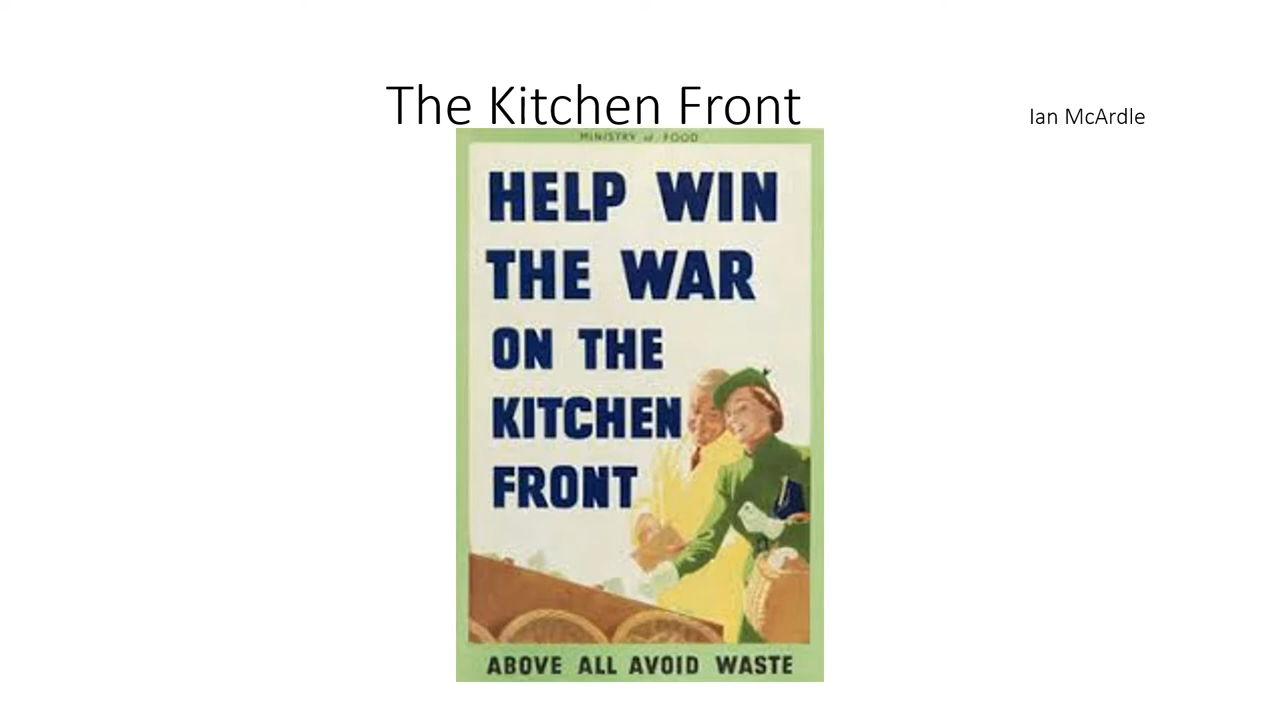 The Kitchen Front
Ian McArdle
MINISTRY of FOOD
HELP WIN
THE WAR
ON THE
KITCHEN
FRONT
ABOVE ALL AVOID WASTE